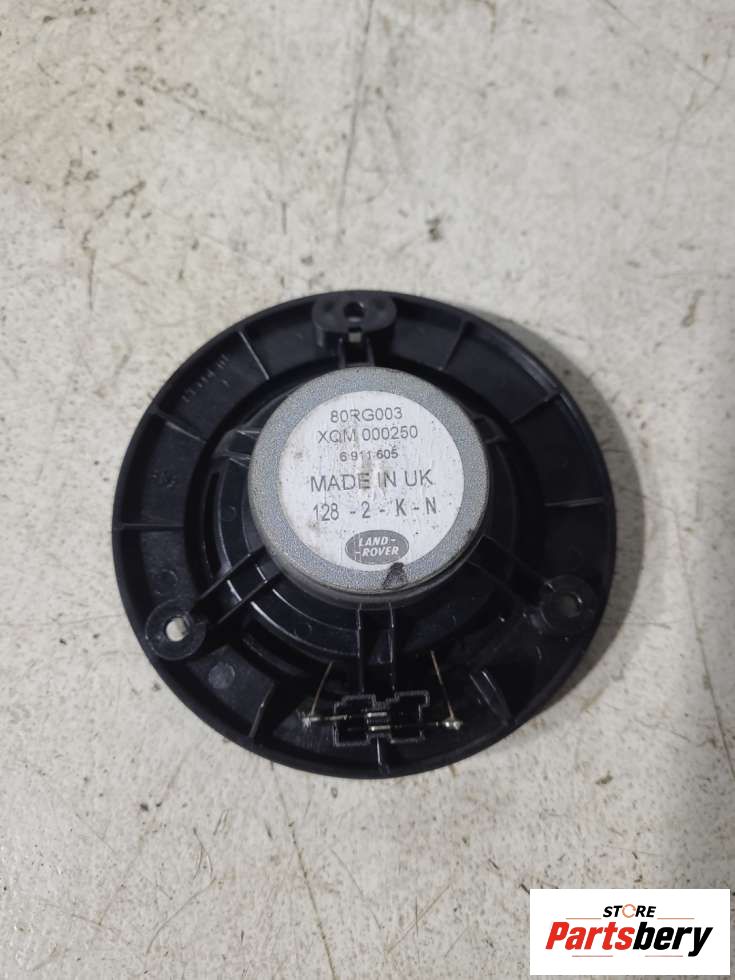 80RG003
XQM 000250
6 911 605
MADE IN UK
128 - 2 - K - N
LAND-
-ROVER
STORE
Partsbery